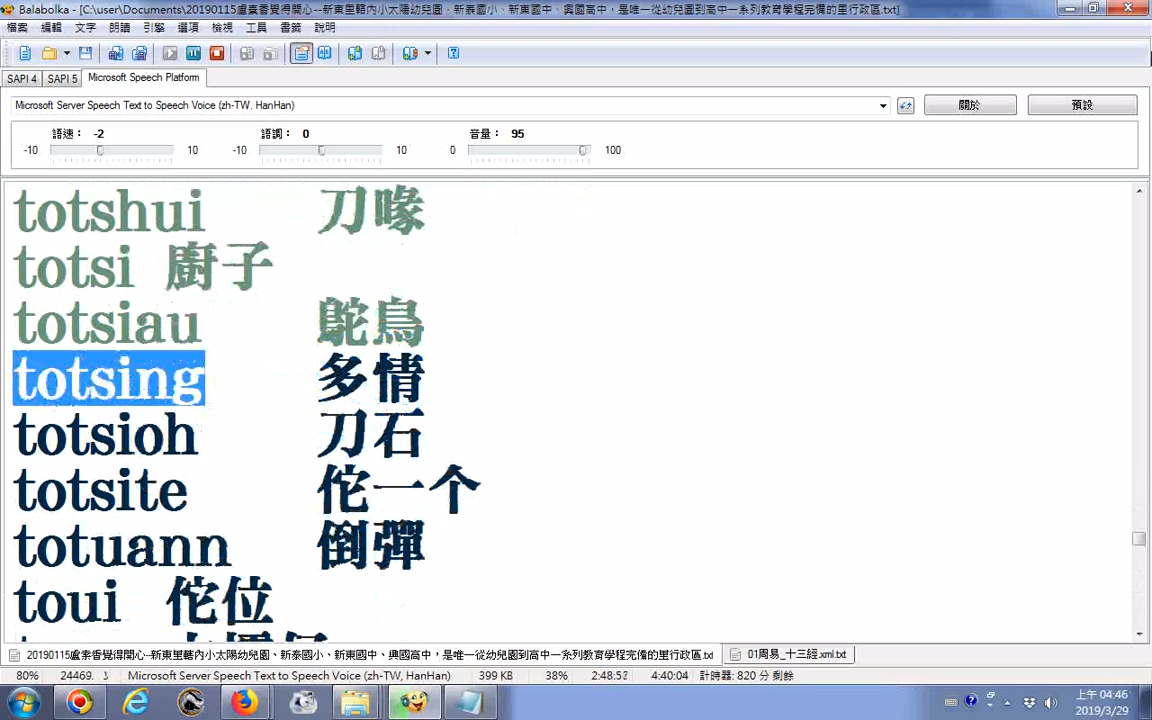 Balabolka - [C:\user\Documents\20190115盧素香覺得開心--新東里轄內小太陽幼兒園、新泰國小、新東國中、興國高中，是唯一從幼兒園到高中一系列教育學程完備的里行政區.txt]
檔案 編輯 文字 朗讀 引擎 選項 檢視 工具 書籤 說明
SAPI 4 SAPI 5 Microsoft Speech Platform
Microsoft Server Speech Text to Speech Voice (zh-TW, HanHan) 關於 預設
語速： -2 語調： 0 音量： 95
-10 10 -10 10 0 100
totshui 刀喙
totsi 廚子
totsiau 鴕鳥
totsing 多情
totsioh 刀石
totsite 佗一个
totuann 倒彈
toui 佗位
20190115盧素香覺得開心--新東里轄內小太陽幼兒園、新泰國小、新東國中、興國高中，是唯一從幼兒園到高中一系列教育學程完備的里行政區.txt 01周易_十三經.xml.txt
80% Microsoft Server Speech Text to Speech Voice (zh-TW, HanHan) 399 KB 38% 4:40:04 計時器: 820 分 剩餘
上午 04:46
2019/3/29